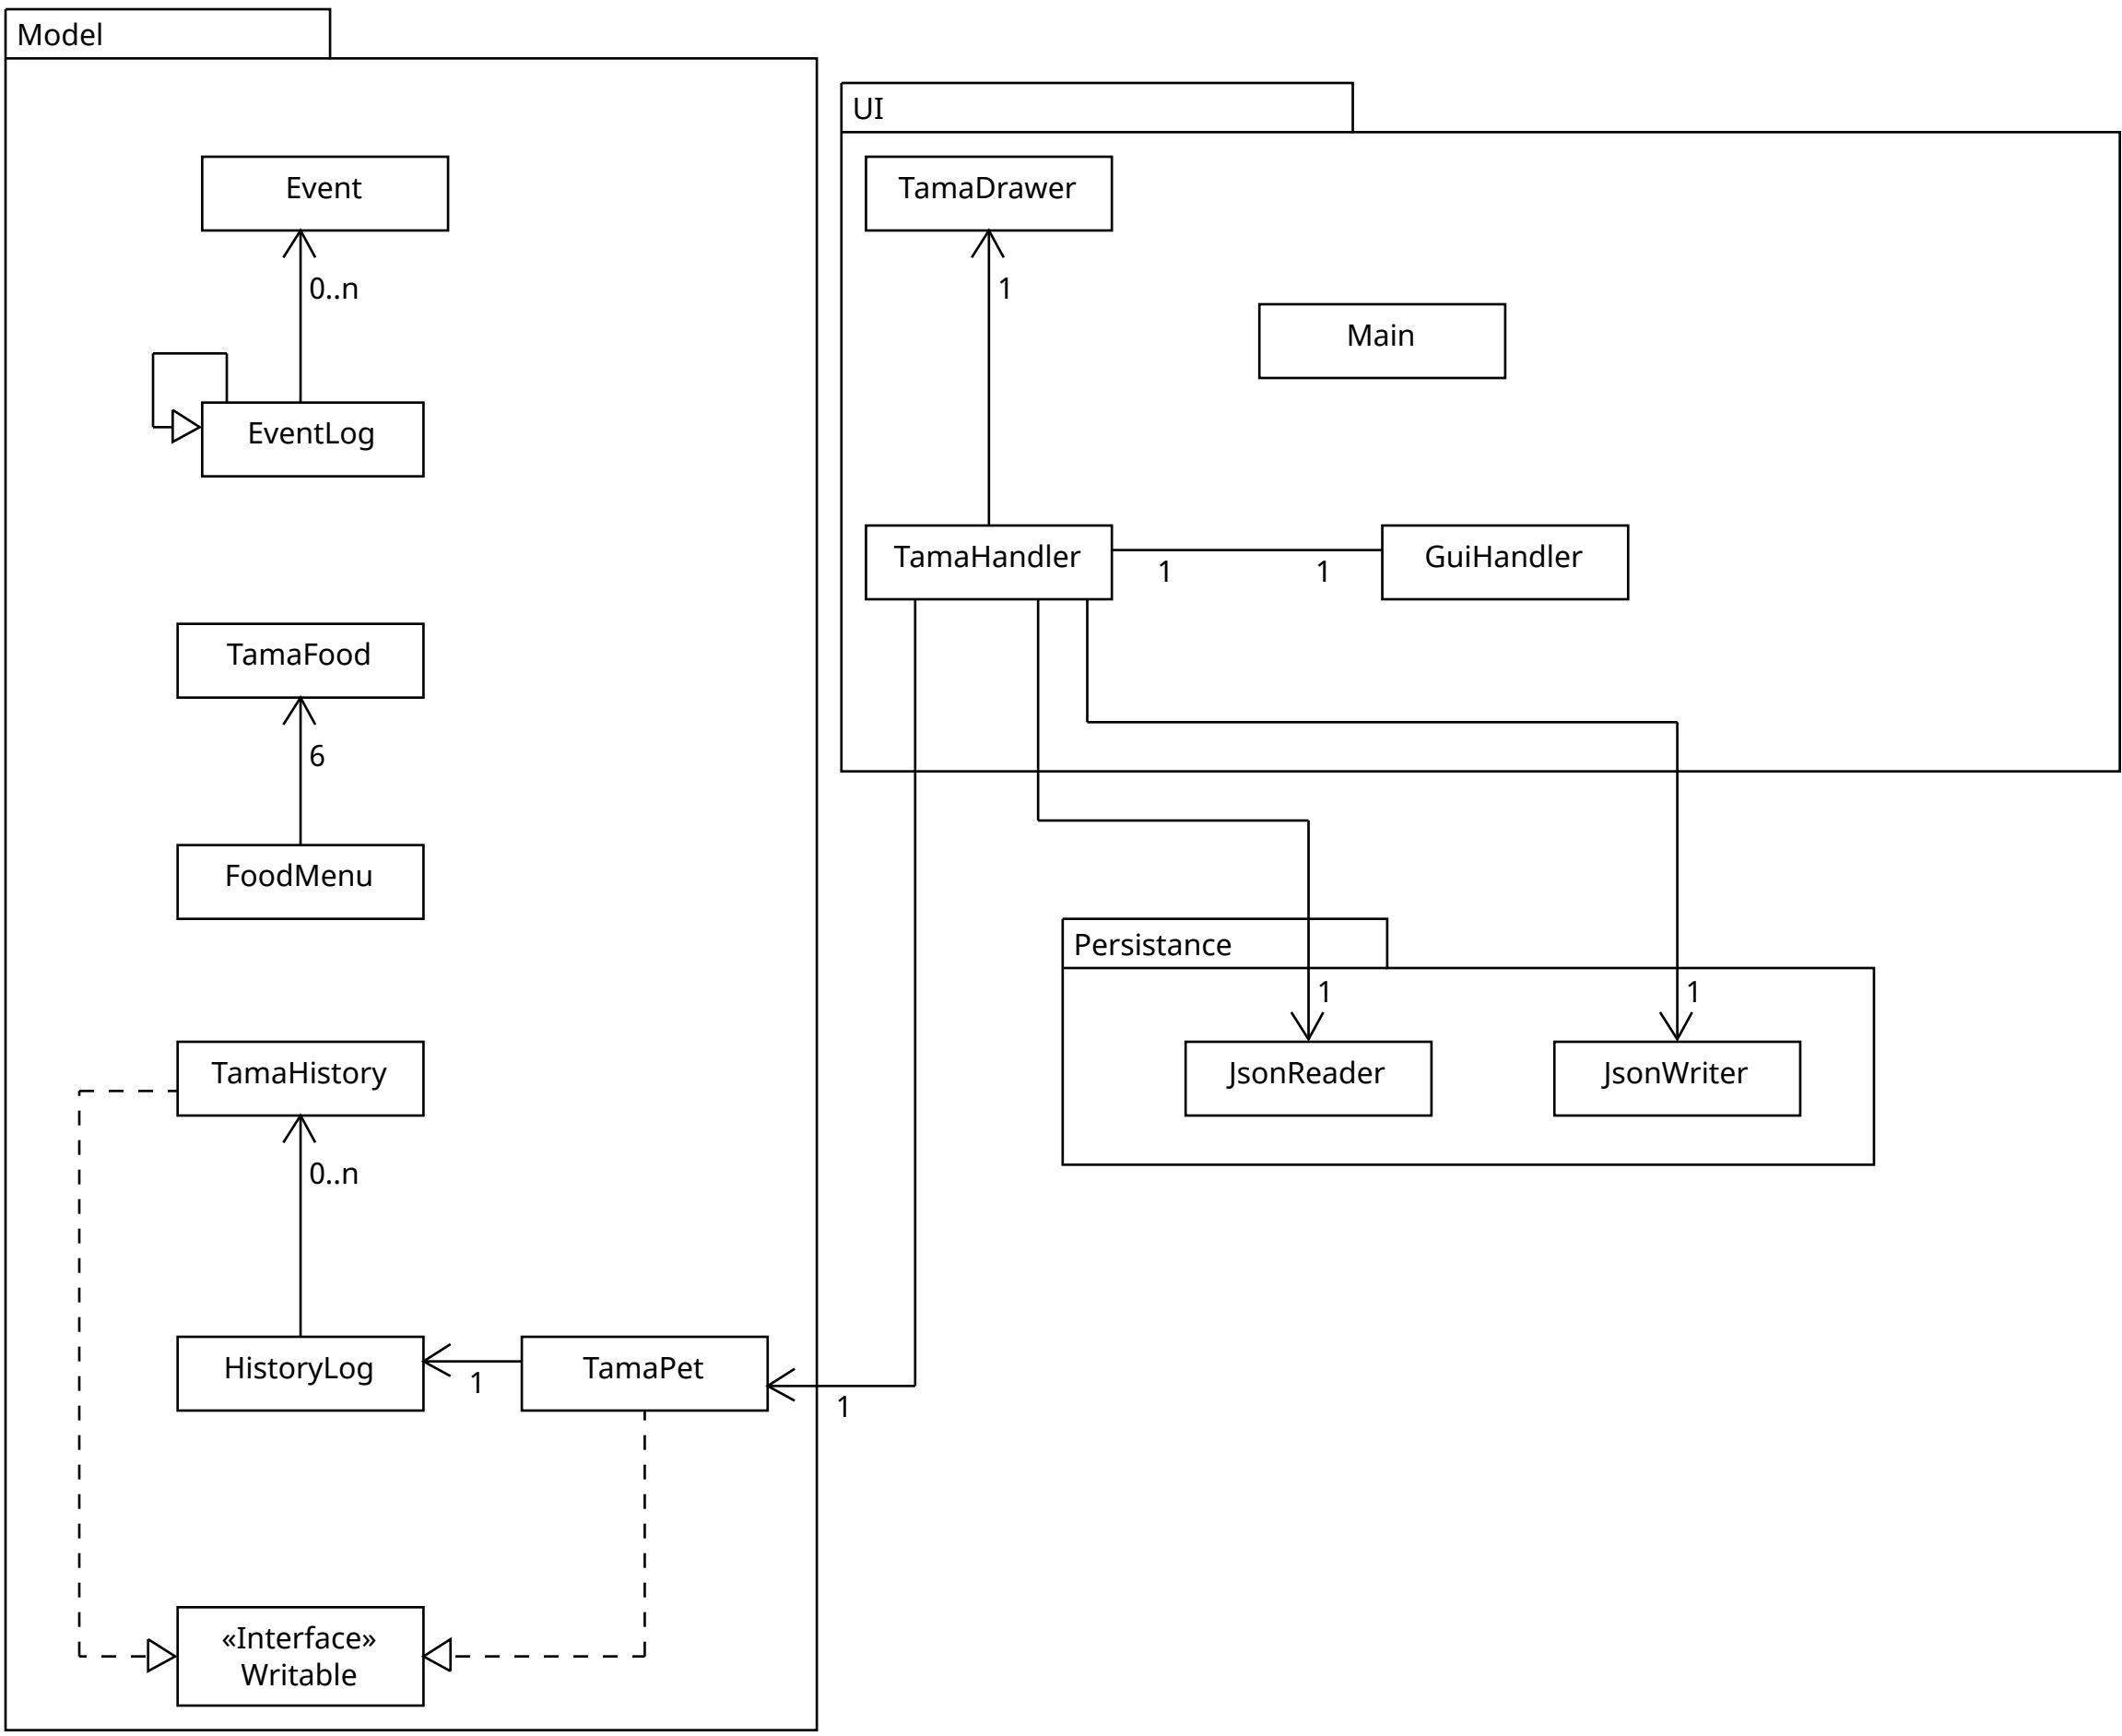 Model
UI
Event
TamaDrawer
0..n
1
Main
EventLog
TamaHandler
1
1
GuiHandler
TamaFood
6
FoodMenu
Persistance
1
1
TamaHistory
JsonReader
JsonWriter
0..n
HistoryLog
1
TamaPet
1
«Interface»
Writable